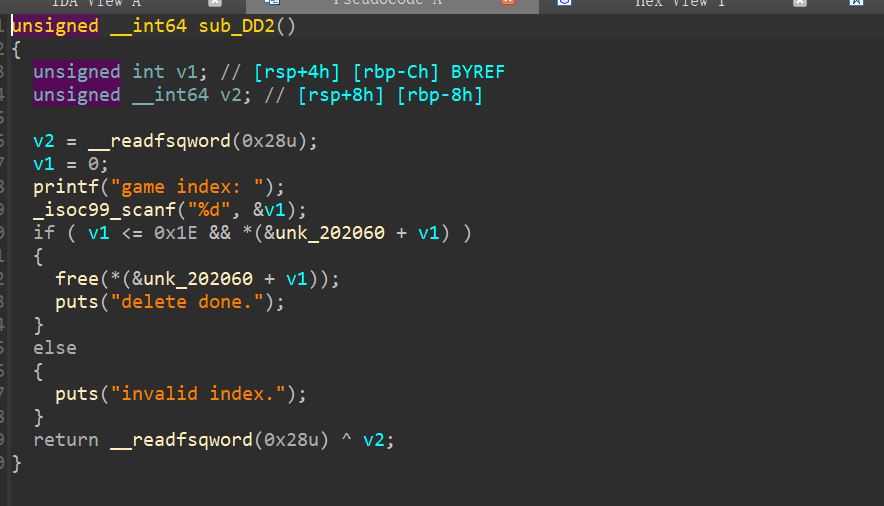 IDA View A Pseudocode A Hex View 1
unsigned __int64 sub_DD2()
{
unsigned int v1; // [rsp+4h] [rbp-Ch] BYREF
unsigned __int64 v2; // [rsp+8h] [rbp-8h]
v2 = __readfsqword(0x28u);
v1 = 0;
printf("game index: ");
_isoc99_scanf("%d", &v1);
if ( v1 <= 0x1E && *(&unk_202060 + v1) )
{
free(*(&unk_202060 + v1));
puts("delete done.");
}
else
{
puts("invalid index.");
}
return __readfsqword(0x28u) ^ v2;
}